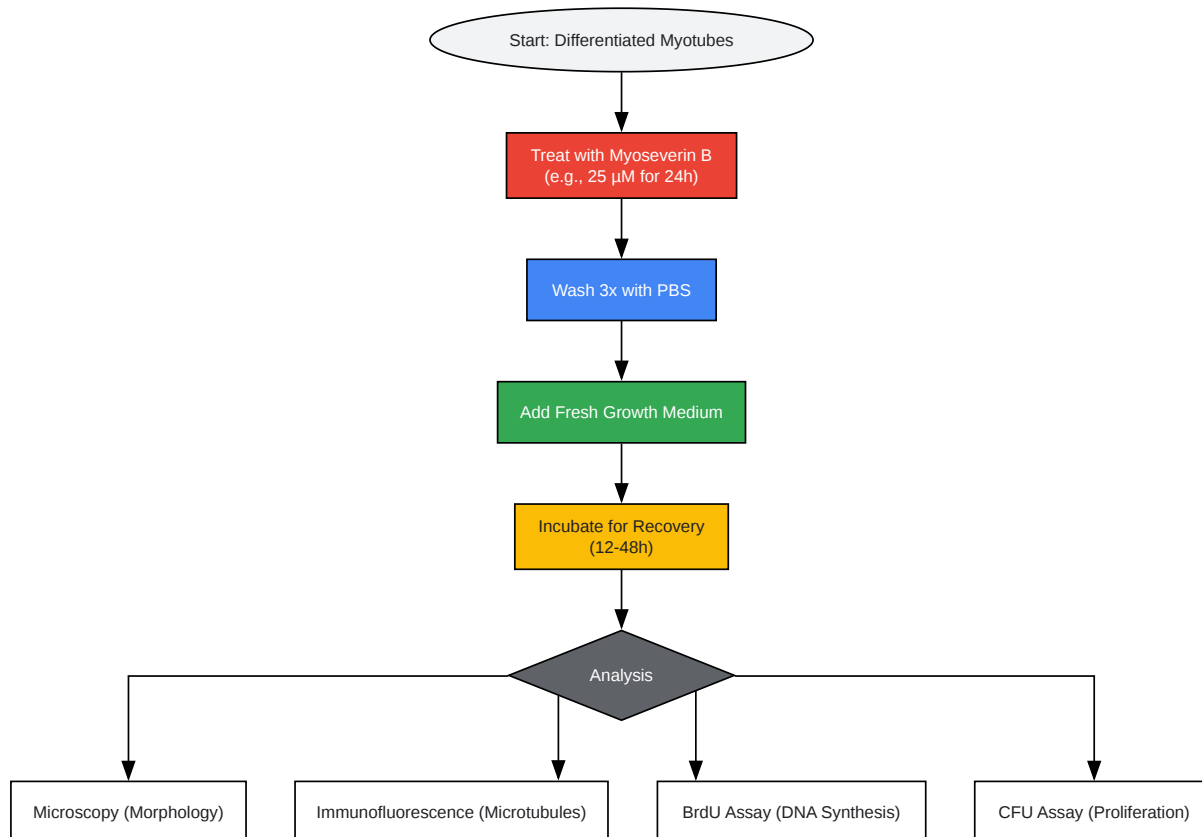 Start: Differentiated Myotubes
Treat with Myoseverin B
(e.g., 25 µM for 24h)
Wash 3x with PBS
Add Fresh Growth Medium
Incubate for Recovery
(12-48h)
Analysis
Microscopy (Morphology)
Immunofluorescence (Microtubules)
BrdU Assay (DNA Synthesis)
CFU Assay (Proliferation)